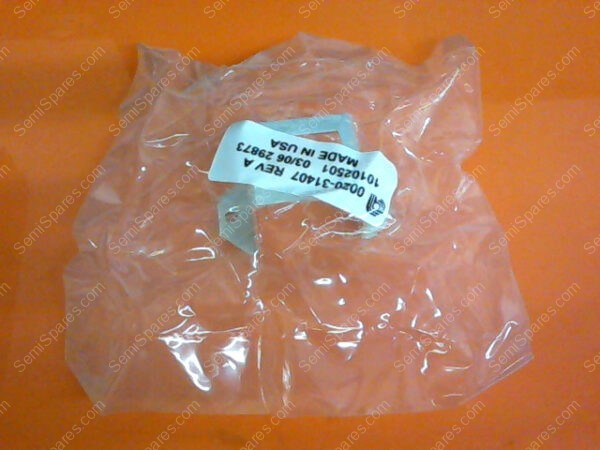 0020-31407 REV A
10102501 03/06 29873
MADE IN USA
SemiSpares.com